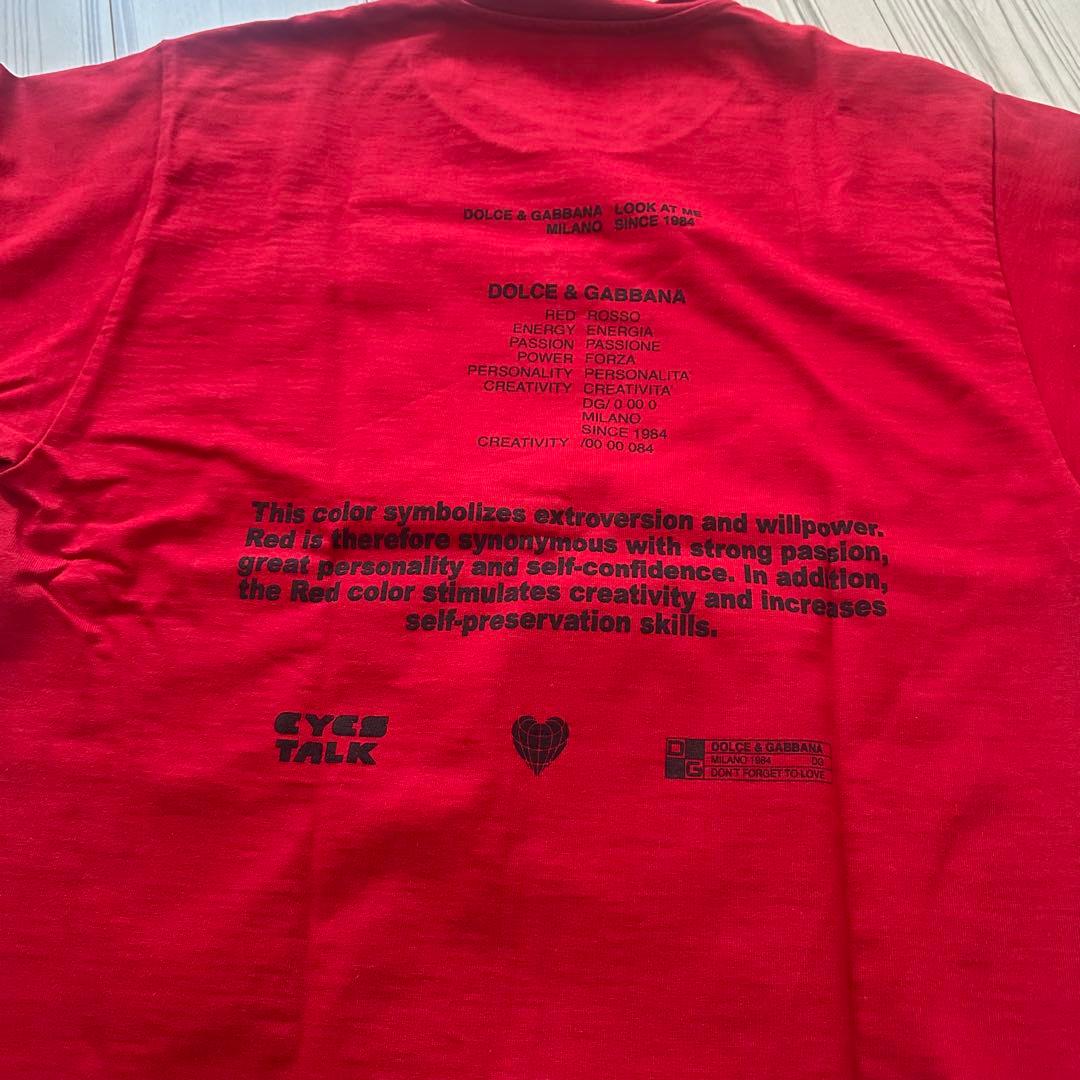 DOLCE & GABBANA LOOK AT ME
MILANO SINCE 1984
DOLCE & GABBANA
RED ROSSO
ENERGY ENERGIA
PASSION PASSIONE
POWER FORZA
PERSONALITY PERSONALITA'
CREATIVITY CREATIVITA'
DG/ 0 00 0
MILANO
SINCE 1984
CREATIVITY /00 00 084
This color symbolizes extroversion and willpower.
Red is therefore synonymous with strong passion,
great personality and self-confidence. In addition,
the Red color stimulates creativity and increases
self-preservation skills.
EYES
TALK
DG
DOLCE & GABBANA
MILANO 1984 DG
DON'T FORGET TO LOVE